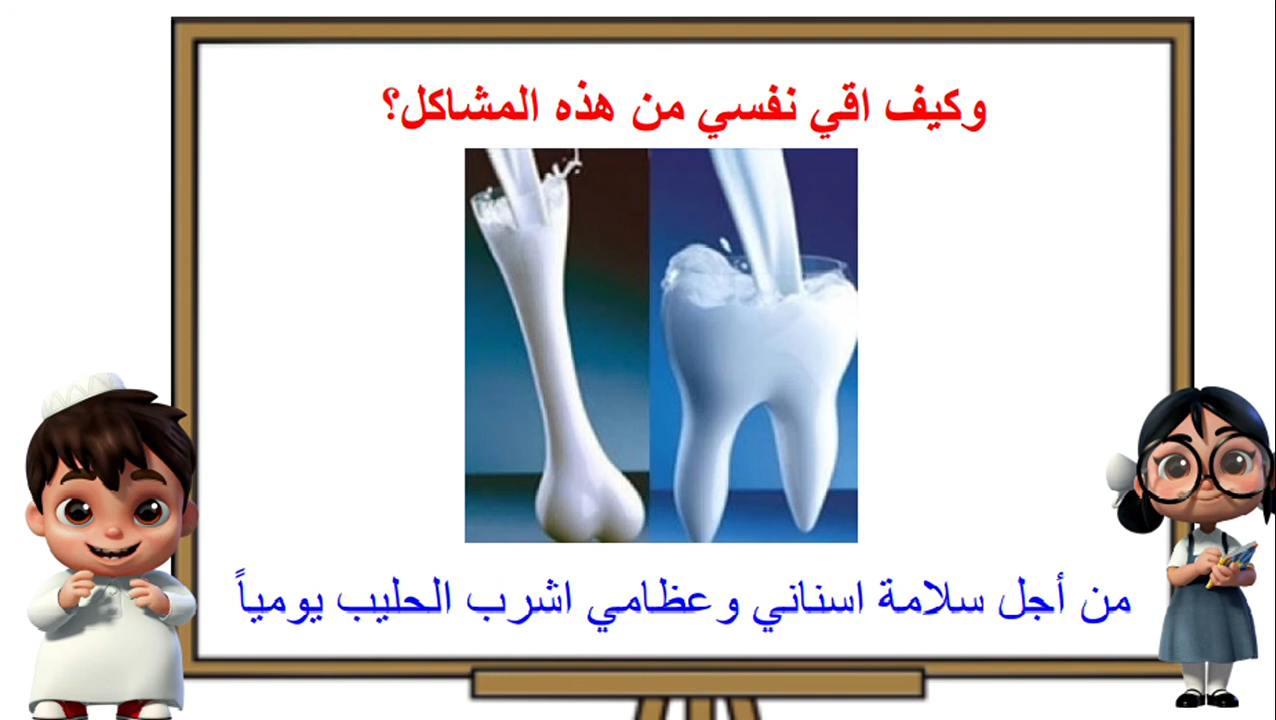 وكيف اقي نفسي من هذه المشاكل؟
من أجل سلامة اسناني وعظامي اشرب الحليب يومياً